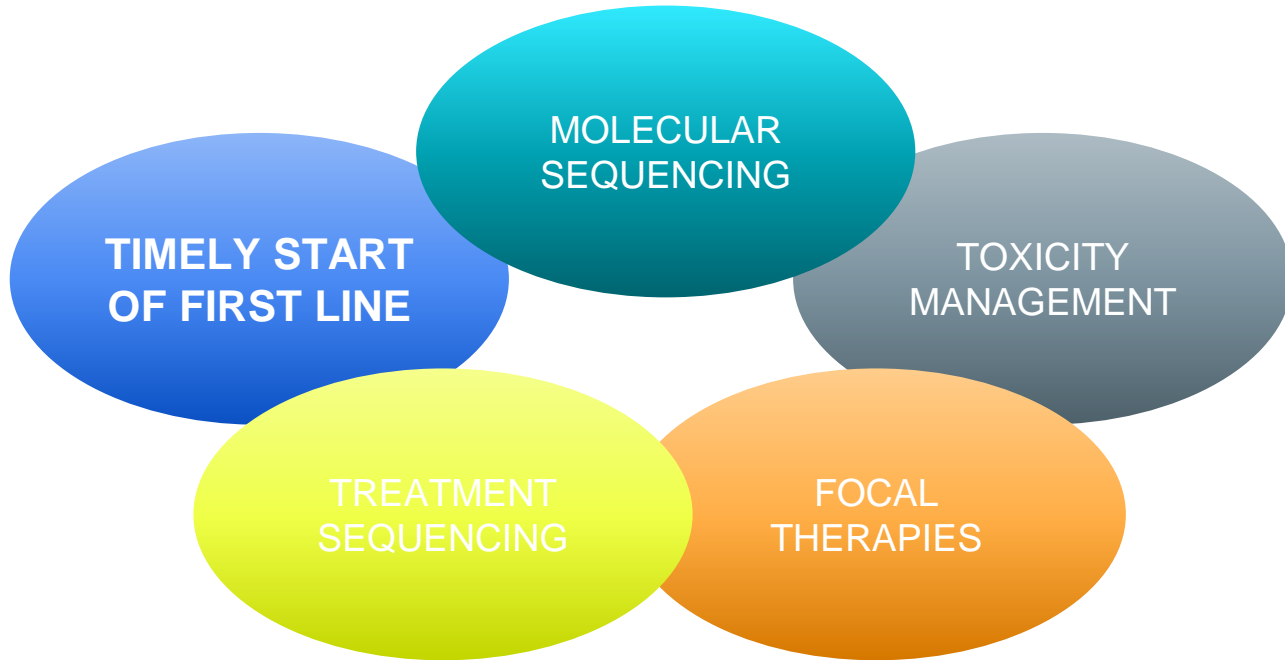 MOLECULAR
SEQUENCING
TIMELY START
OF FIRST LINE
TOXICITY
MANAGEMENT
TREATMENT
SEQUENCING
FOCAL
THERAPIES